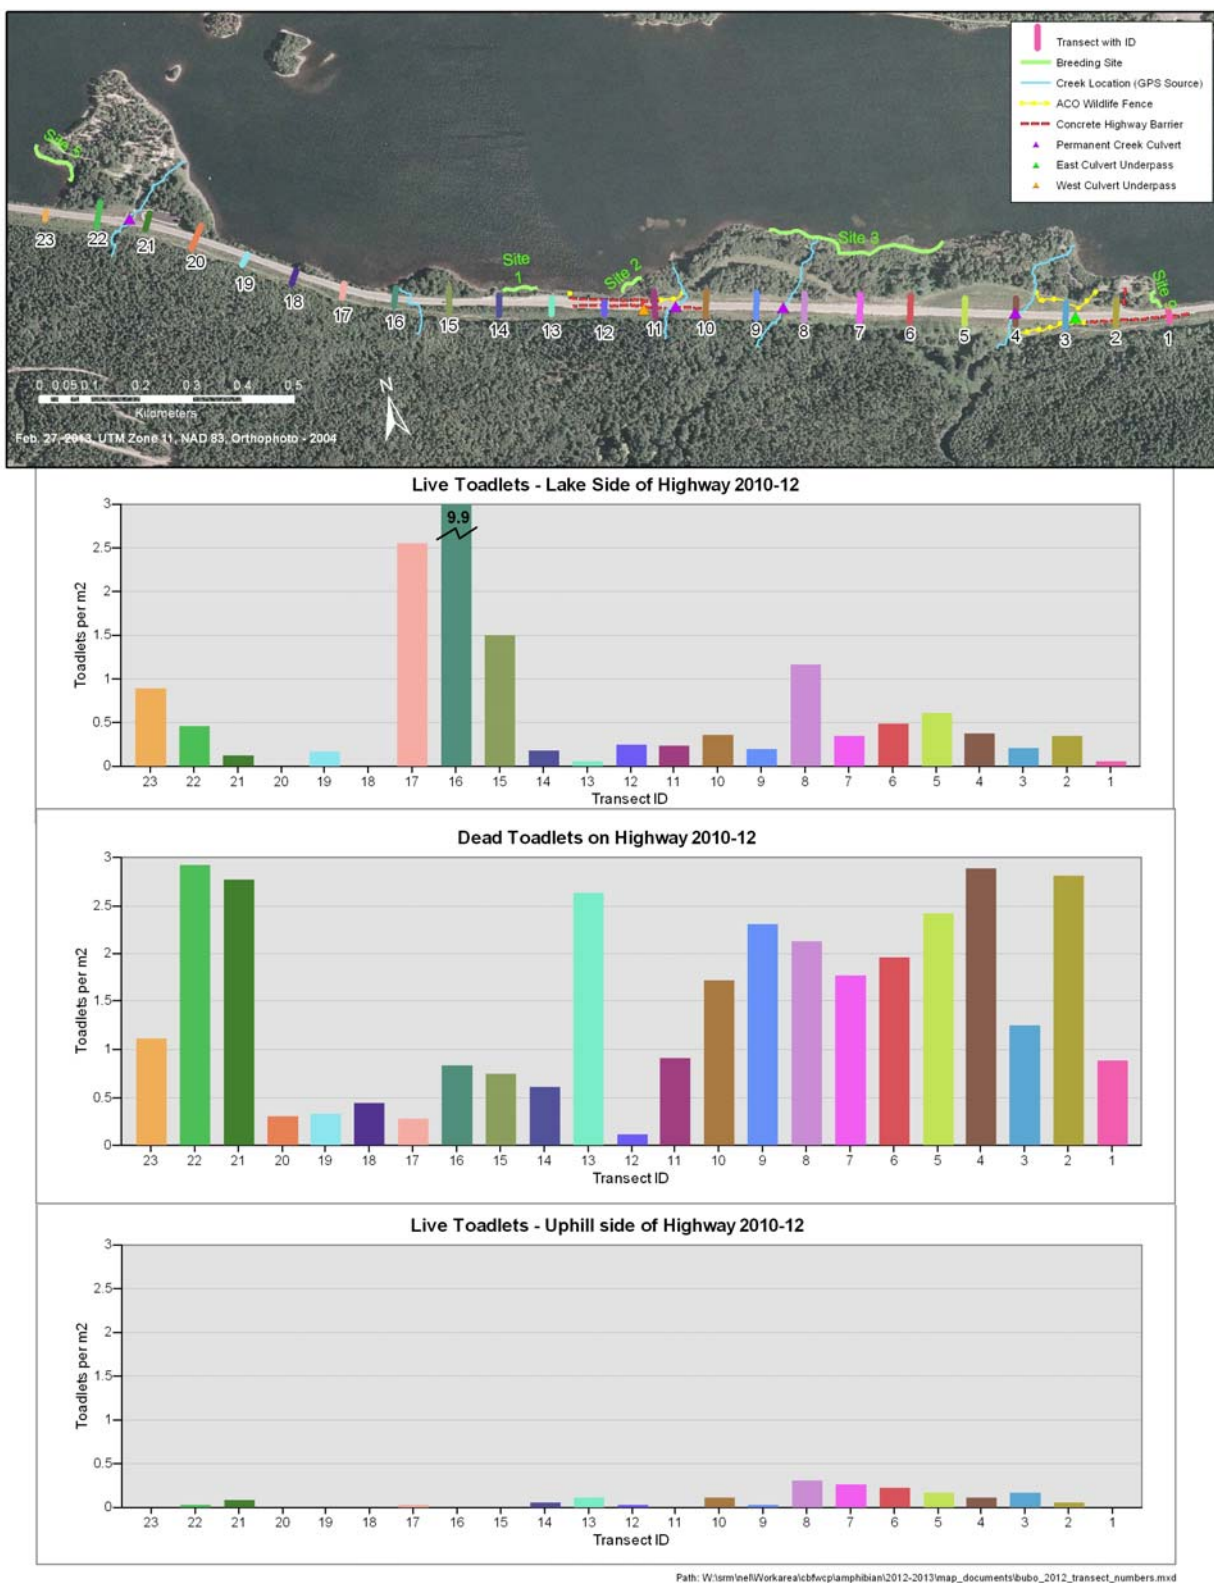 Transect with ID
Breeding Site
Creek Location (GPS Source)
ACO Wildlife Fence
Concrete Highway Barrier
Permanent Creek Culvert
East Culvert Underpass
West Culvert Underpass
Site 5
Site 1
Site 2
Site 3
Site
23 22 21 20 19 18 17 16 15 14 13 12 11 10 9 8 7 6 5 4 3 2 1
0 0.05 0.1 0.2 0.3 0.4 0.5
Kilometers
N
Feb. 27, 2013, UTM Zone 11, NAD 83, Orthophoto - 2004
Live Toadlets - Lake Side of Highway 2010-12
9.9
3
2.5
2
1.5
1
0.5
0
Toadlets per m2
23 22 21 20 19 18 17 16 15 14 13 12 11 10 9 8 7 6 5 4 3 2 1
Transect ID
Dead Toadlets on Highway 2010-12
3
2.5
2
1.5
1
0.5
0
Toadlets per m2
23 22 21 20 19 18 17 16 15 14 13 12 11 10 9 8 7 6 5 4 3 2 1
Transect ID
Live Toadlets - Uphill side of Highway 2010-12
3
2.5
2
1.5
1
0.5
0
Toadlets per m2
23 22 21 20 19 18 17 16 15 14 13 12 11 10 9 8 7 6 5 4 3 2 1
Transect ID
Path: W:\srm\nel\Workarea\cbfwcp\amphibian\2012-2013\map_documents\bubo_2012_transect_numbers.mxd